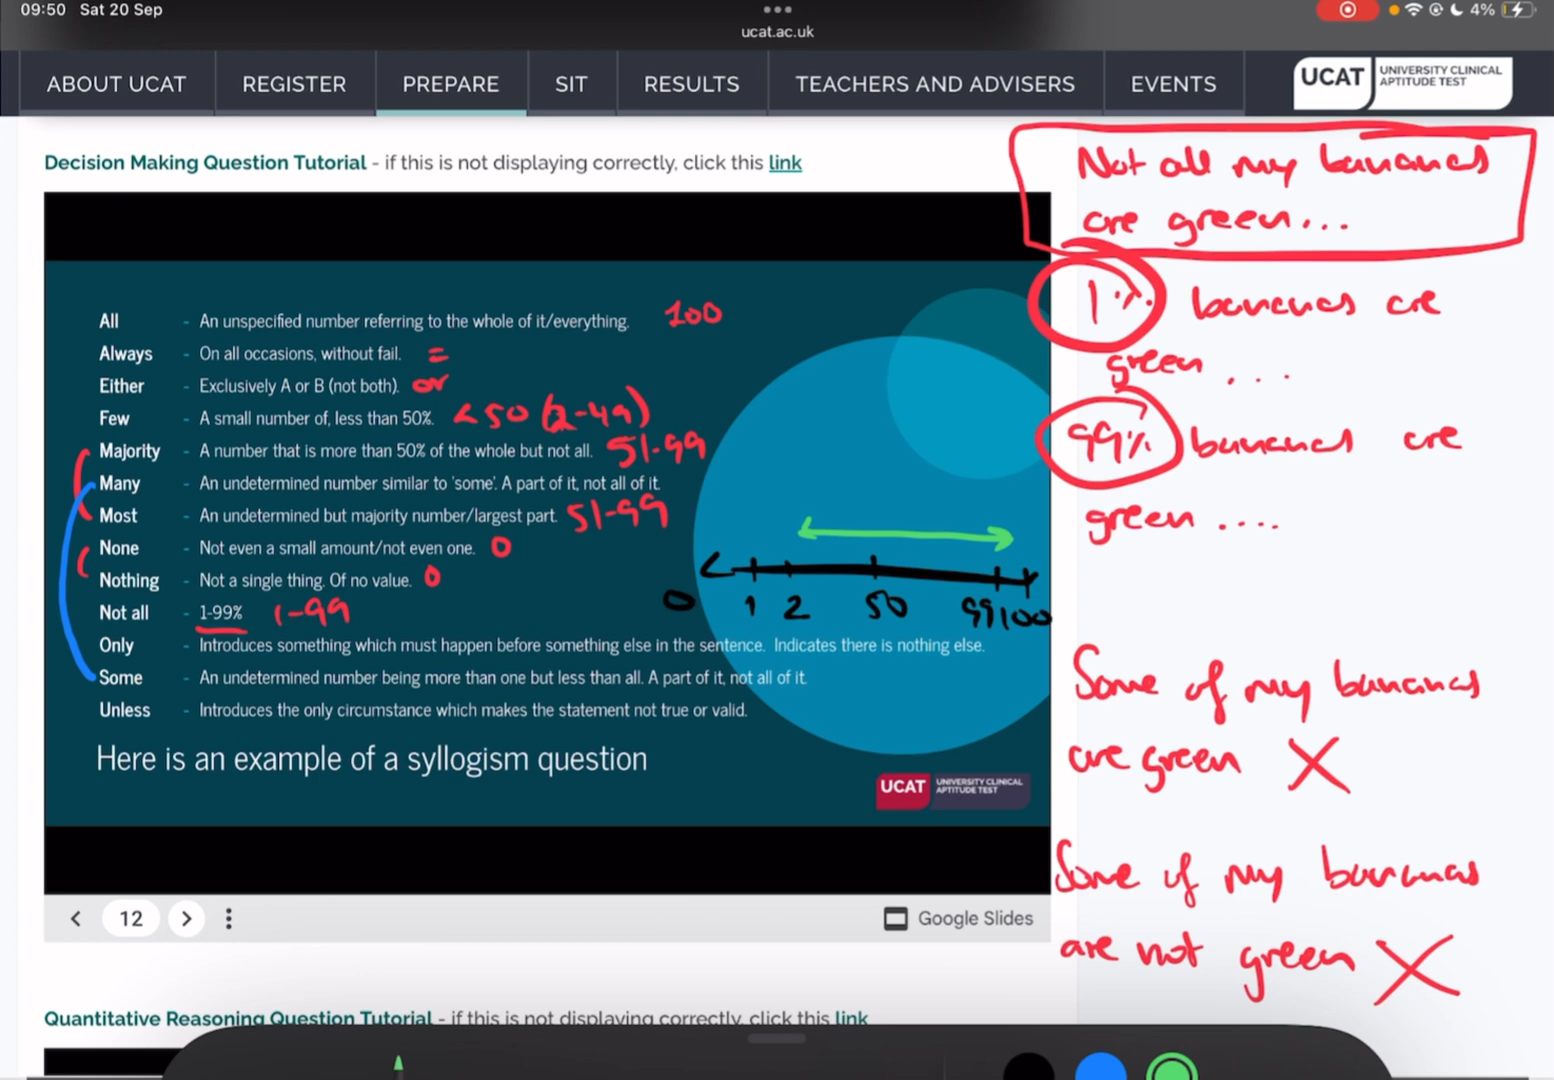 09:50 Sat 20 Sep
4%
ucat.ac.uk
ABOUT UCAT REGISTER PREPARE SIT RESULTS TEACHERS AND ADVISERS EVENTS
UCAT UNIVERSITY CLINICAL
APTITUDE TEST
Decision Making Question Tutorial - if this is not displaying correctly, click this link
Not all my bananas
are green...
All - An unspecified number referring to the whole of it/everything. 100
Always - On all occasions, without fail. =
Either - Exclusively A or B (not both). or
Few - A small number of, less than 50%. <50 (2-49)
Majority - A number that is more than 50% of the whole but not all. 51-99
Many - An undetermined number similar to 'some'. A part of it, not all of it.
Most - An undetermined but majority number/largest part. 51-99
None - Not even a small amount/not even one. 0
Nothing - Not a single thing. Of no value. 0
Not all - 1-99% 1-99
Only - Introduces something which must happen before something else in the sentence. Indicates there is nothing else.
Some - An undetermined number being more than one but less than all. A part of it, not all of it.
Unless - Introduces the only circumstance which makes the statement not true or valid.
0 1 2 50 99 100
Here is an example of a syllogism question
UCAT UNIVERSITY CLINICAL
APTITUDE TEST
1% bananas are
green ...
99% bananas are
green ....
Some of my bananas
are green X
Some of my bananas
are not green X
12
Google Slides
Quantitative Reasoning Question Tutorial - if this is not displaying correctly, click this link